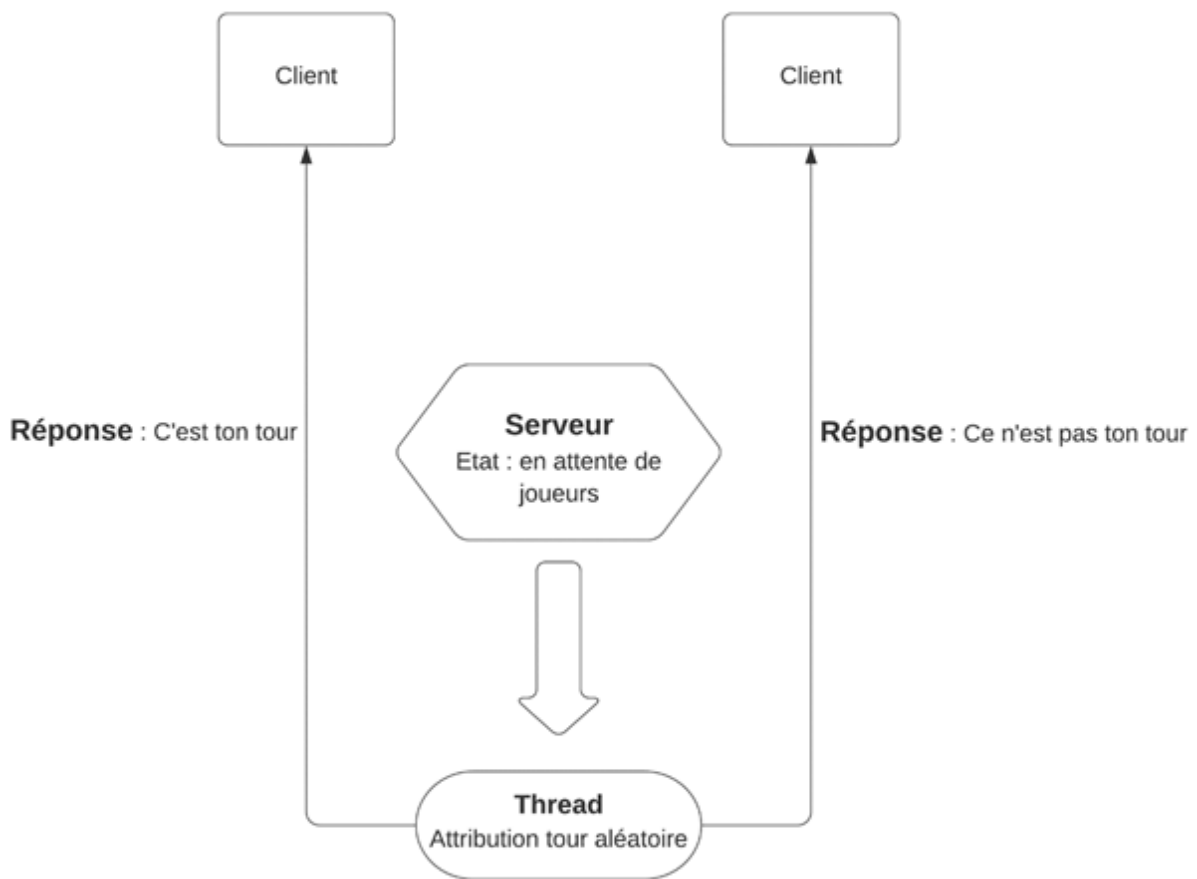 Client
Client
Réponse : C'est ton tour
Serveur
Etat : en attente de
joueurs
Réponse : Ce n'est pas ton tour
Thread
Attribution tour aléatoire